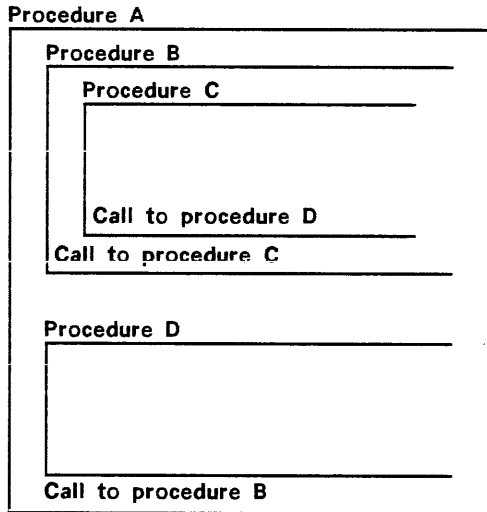 Procedure A
Procedure B
Procedure C
Call to procedure D
Call to procedure C
Procedure D
Call to procedure B